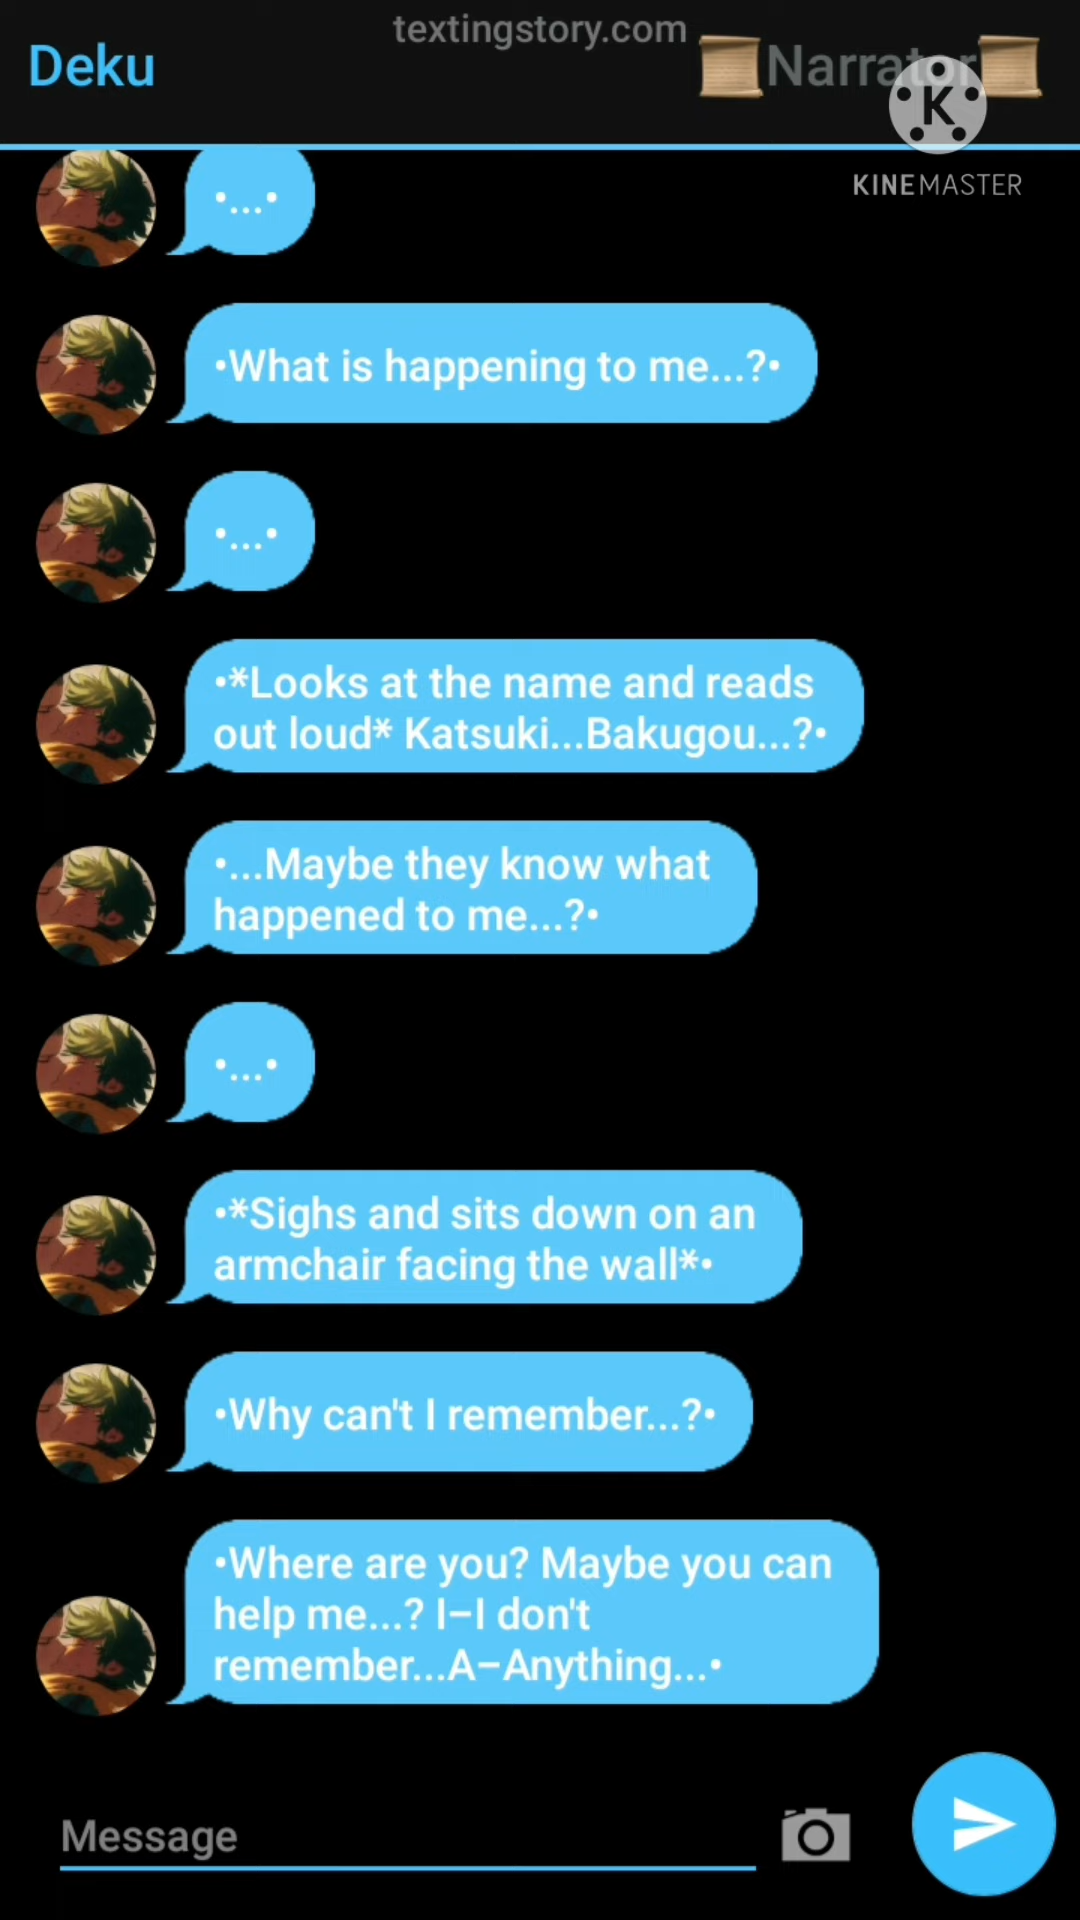 textingstory.com
Deku
Narrator
K
KINEMASTER
•...•
•What is happening to me...?•
•...•
•*Looks at the name and reads
out loud* Katsuki...Bakugou...?•
•...Maybe they know what
happened to me...?•
•...•
•*Sighs and sits down on an
armchair facing the wall*•
•Why can't I remember...?•
•Where are you? Maybe you can
help me...? I–I don't
remember...A–Anything...•
Message